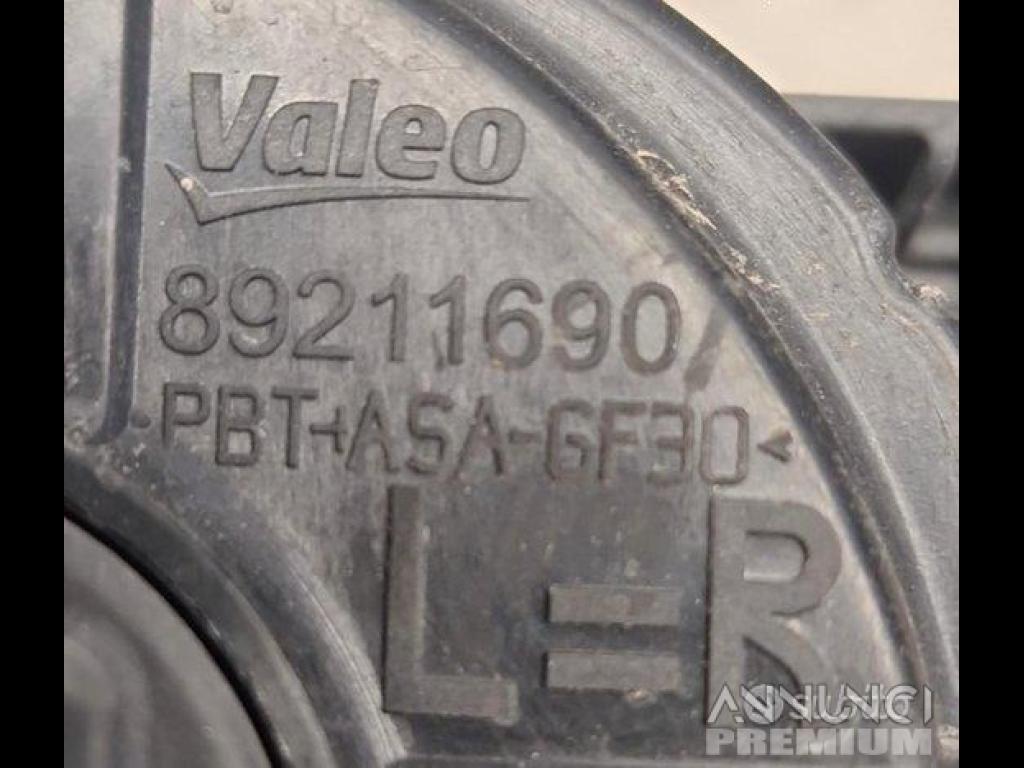 Valeo
89211690/
PBT+ASA-GF30<
L=R
ANNUNCI
PREMIUM